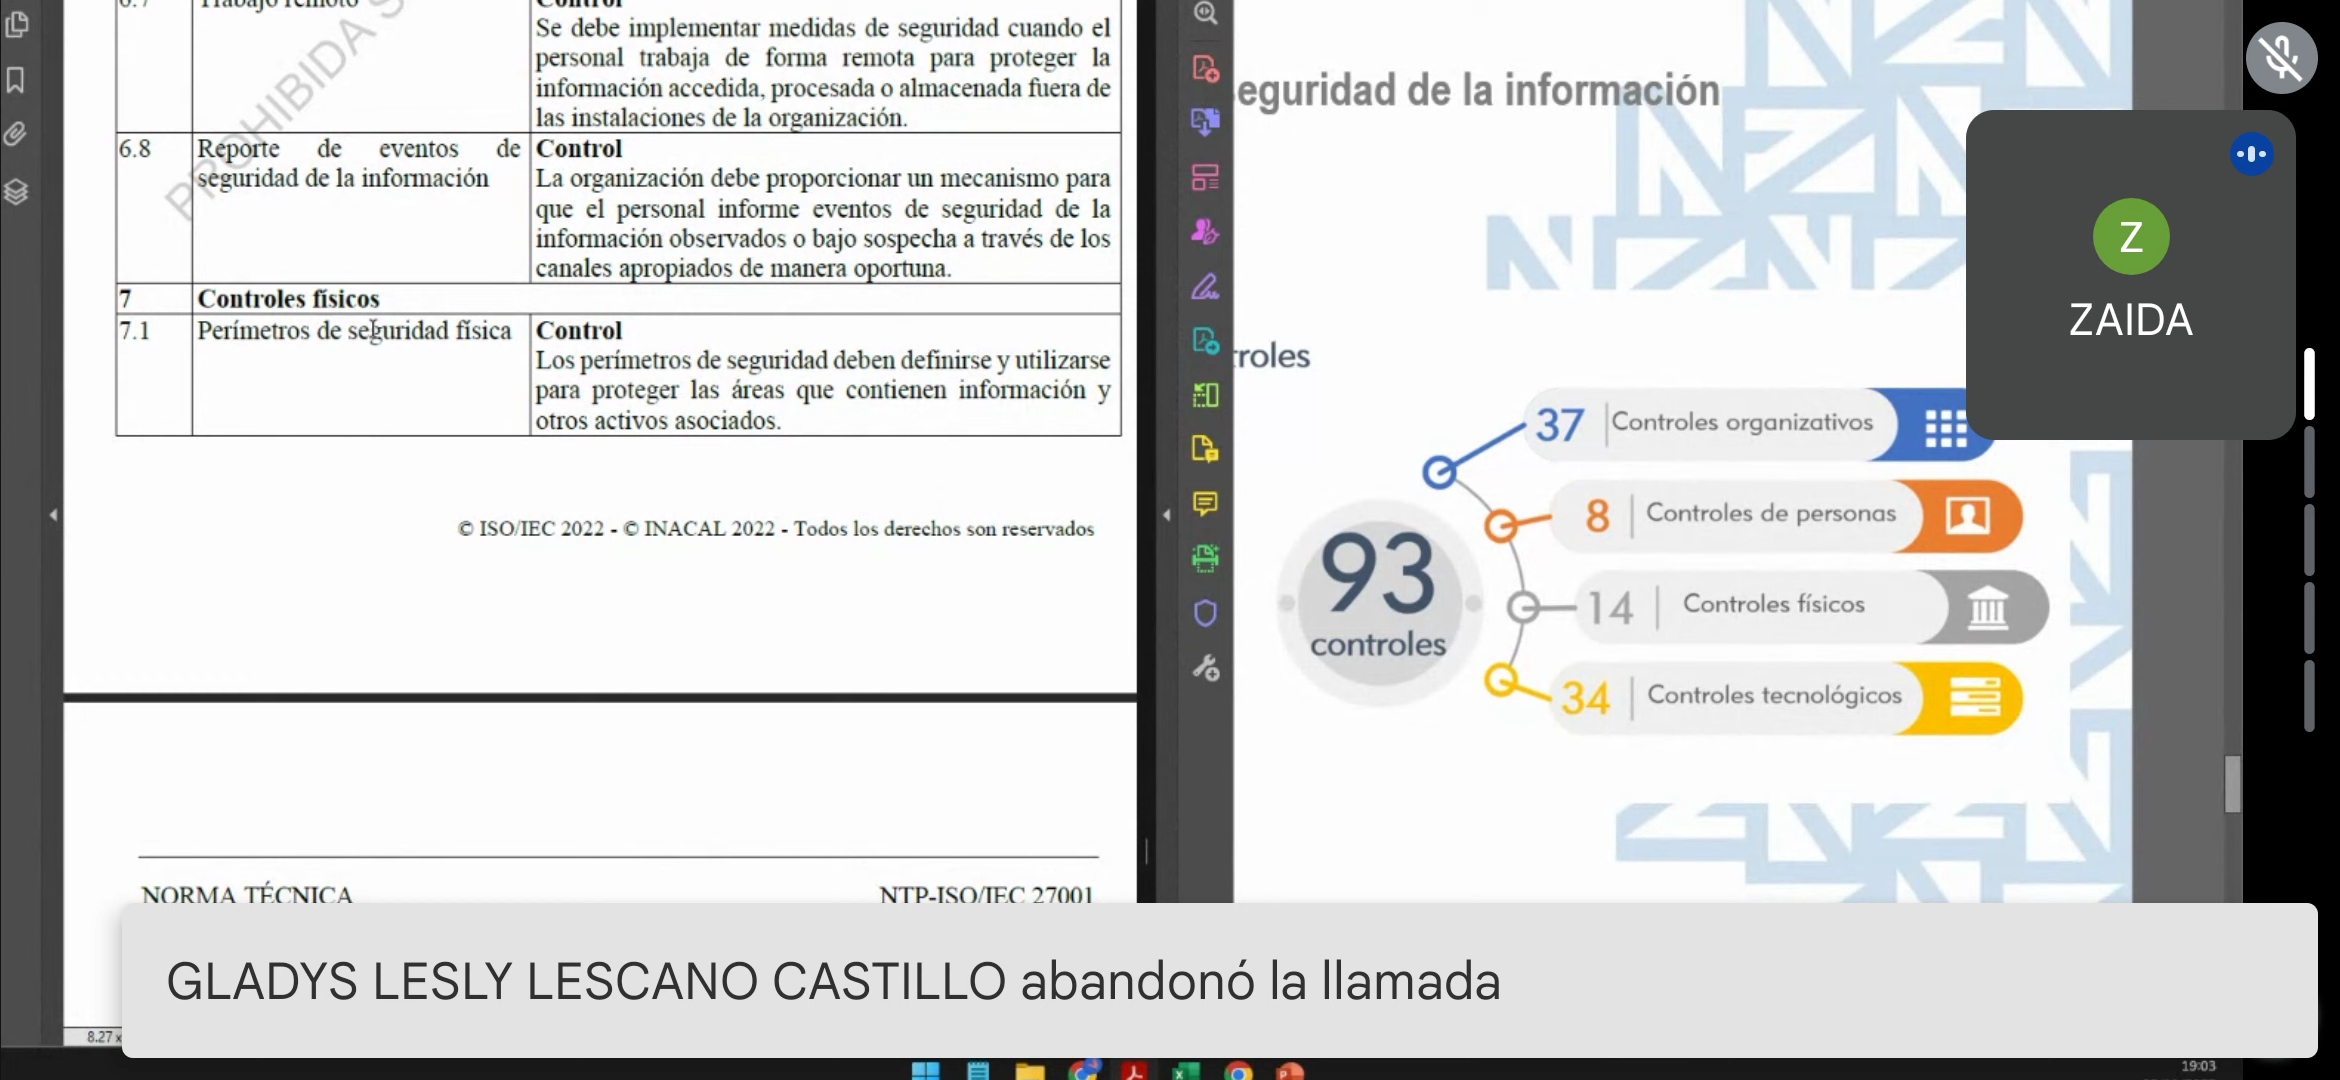 6.7 Trabajo remoto
Control
Se debe implementar medidas de seguridad cuando el
personal trabaja de forma remota para proteger la
información accedida, procesada o almacenada fuera de
las instalaciones de la organización.
6.8 Reporte de eventos de
seguridad de la información
Control
La organización debe proporcionar un mecanismo para
que el personal informe eventos de seguridad de la
información observados o bajo sospecha a través de los
canales apropiados de manera oportuna.
7 Controles físicos
7.1 Perímetros de seguridad física
Control
Los perímetros de seguridad deben definirse y utilizarse
para proteger las áreas que contienen información y
otros activos asociados.
PROHIBIDA S
© ISO/IEC 2022 - © INACAL 2022 - Todos los derechos son reservados
NORMA TÉCNICA
NTP-ISO/IEC 27001
8.27 x
eguridad de la información
troles
93
controles
37 Controles organizativos
8 Controles de personas
14 Controles físicos
34 Controles tecnológicos
Z
ZAIDA
GLADYS LESLY LESCANO CASTILLO abandonó la llamada
19:03